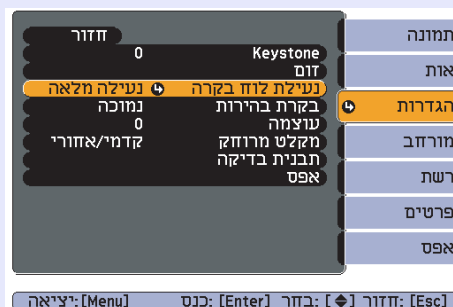 חזור
Keystone 0
זום
נעילת לוח בקרה נעילה מלאה
בקרת בהירות נמוכה
עוצמה 0
מקלט מרוחק קדמי/אחורי
תבנית בדיקה
אפס
תמונה
אות
הגדרות
מורחב
רשת
פרטים
אפס
[Esc] :חזור [◆] :בחר [Enter] :כנס [Menu] :יציאה